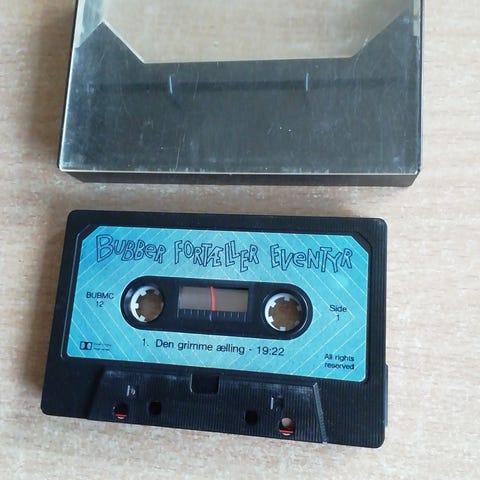 BUBBER FORTÆLLER EVENTYR
BUBMC
12
Side
1
1. Den grimme ælling - 19:22
All rights
reserved